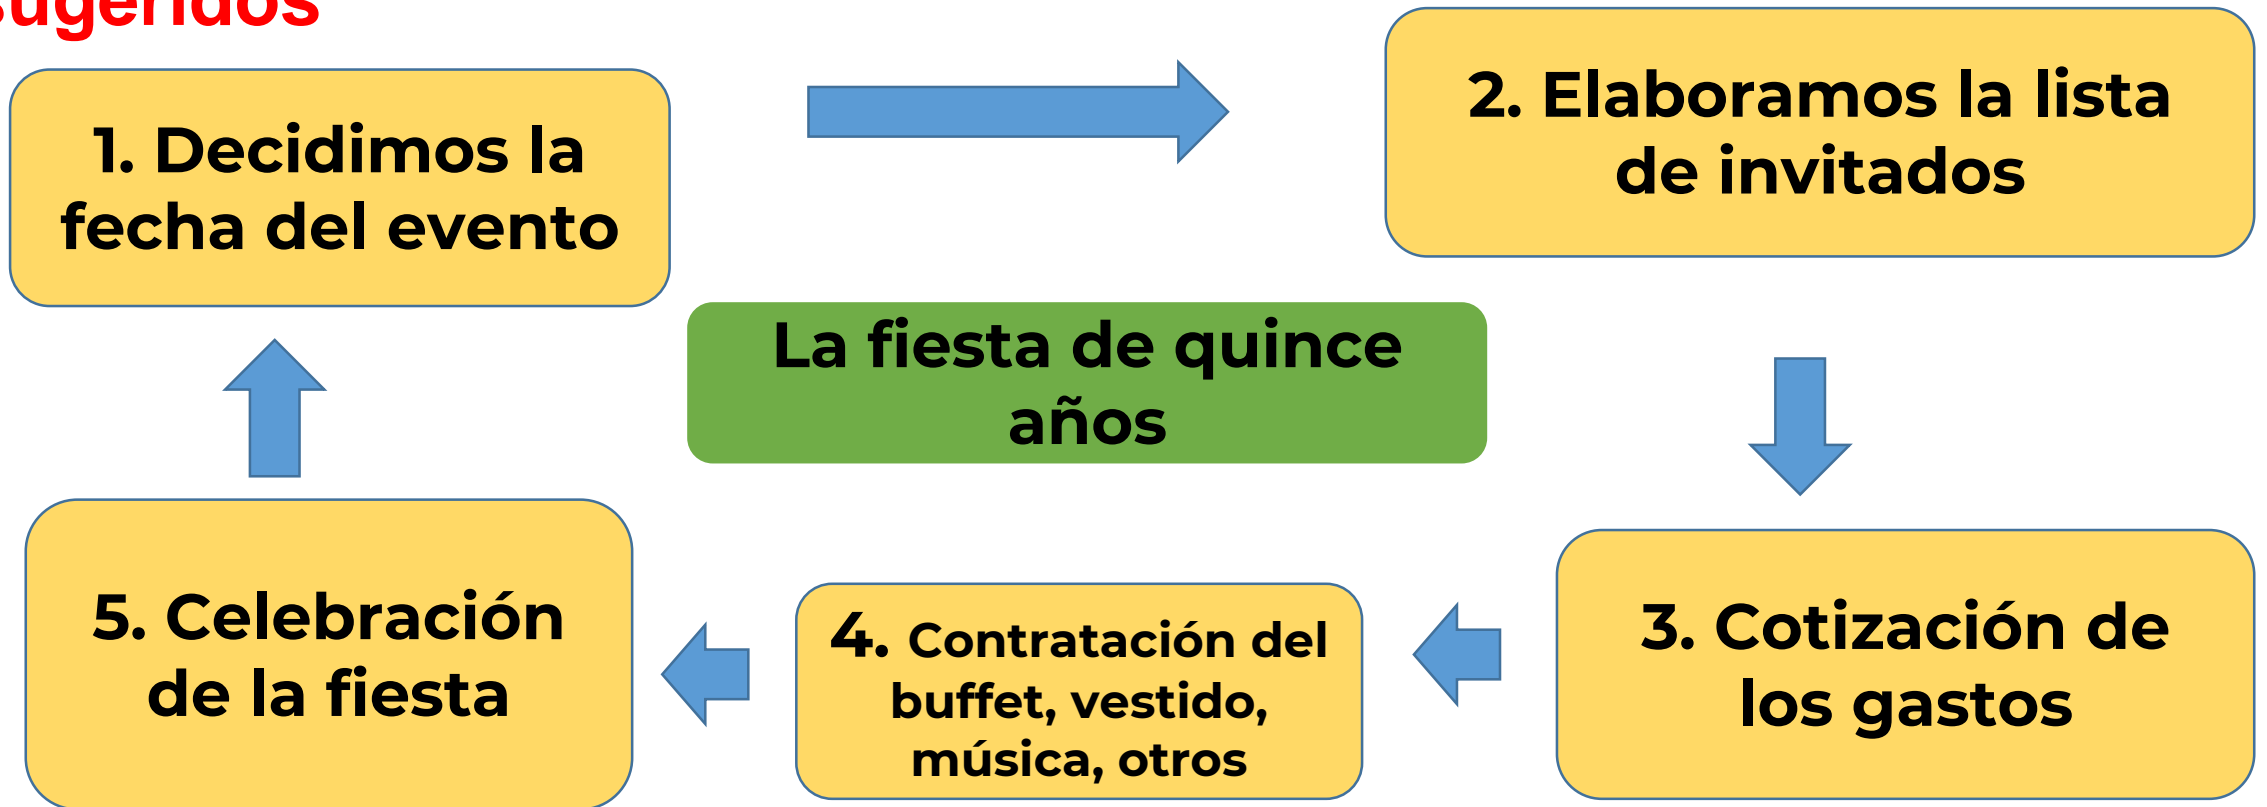 sugeridos
1. Decidimos la
fecha del evento
2. Elaboramos la lista
de invitados
La fiesta de quince
años
3. Cotización de
los gastos
4. Contratación del
buffet, vestido,
música, otros
5. Celebración
de la fiesta